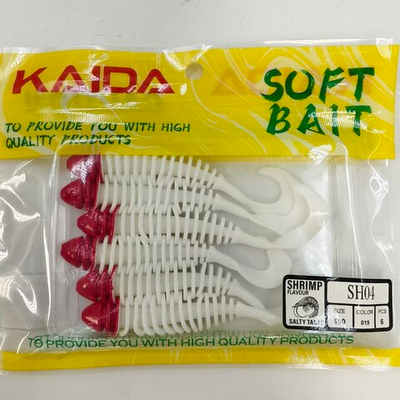 KAIDA
SOFT
BAIT
TO PROVIDE YOU WITH HIGH
QUALITY PRODUCTS
SHRIMP
FLAVOUR
SALTY TASTE
SH04
SIZE
COLOR
PCS
100
019
6
TO PROVIDE YOU WITH HIGH QUALITY PRODUCTS